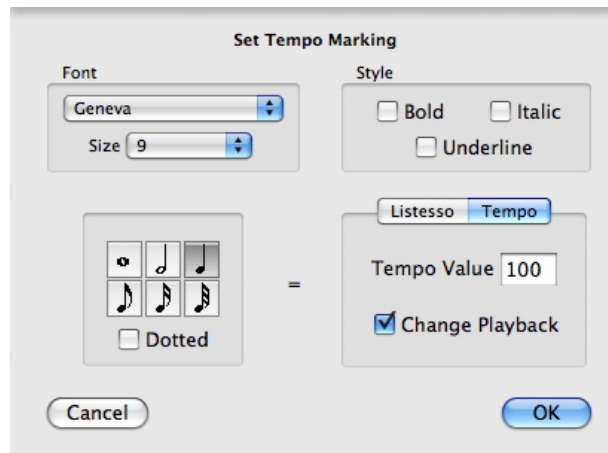 Set Tempo Marking
Font
Style
Geneva
Size 9
Bold Italic
Underline
Listesso Tempo
Tempo Value 100
=
Change Playback
Dotted
Cancel OK